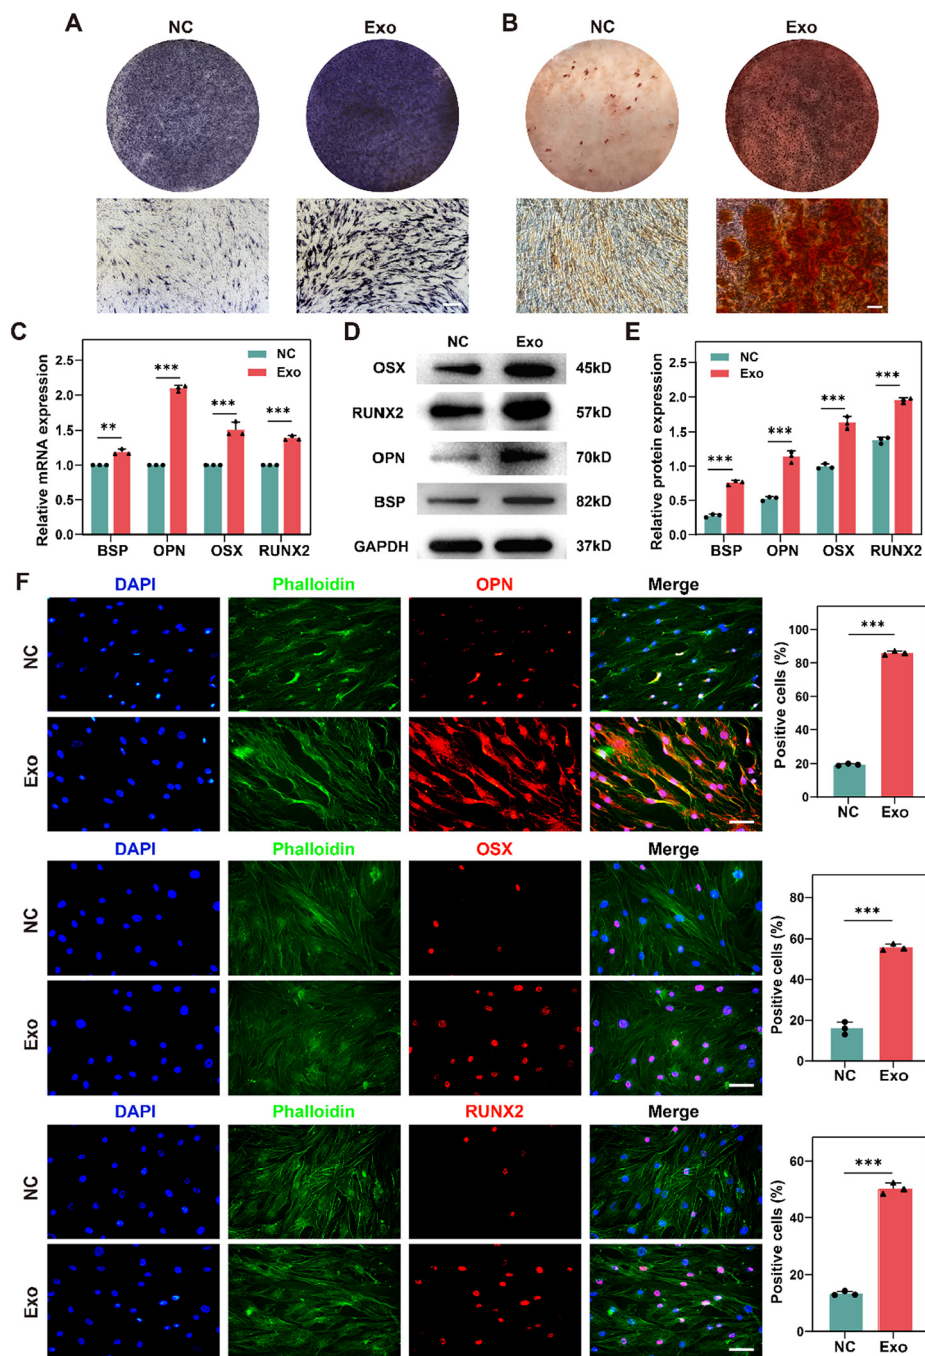 A
NC
Exo
B
NC
Exo
C
Relative mRNA expression
2.5
2.0
1.5
1.0
0.5
0.0
NC
Exo
**
***
***
***
BSP
OPN
OSX
RUNX2
D
NC
Exo
OSX
45kD
RUNX2
57kD
OPN
70kD
BSP
82kD
GAPDH
37kD
E
Relative protein expression
2.5
2.0
1.5
1.0
0.5
0.0
NC
Exo
***
***
***
***
BSP
OPN
OSX
RUNX2
F
DAPI
Phalloidin
OPN
Merge
NC
Exo
Positive cells (%)
100
80
60
40
20
0
***
NC
Exo
DAPI
Phalloidin
OSX
Merge
NC
Exo
Positive cells (%)
80
60
40
20
0
***
NC
Exo
DAPI
Phalloidin
RUNX2
Merge
NC
Exo
Positive cells (%)
60
40
20
0
***
NC
Exo